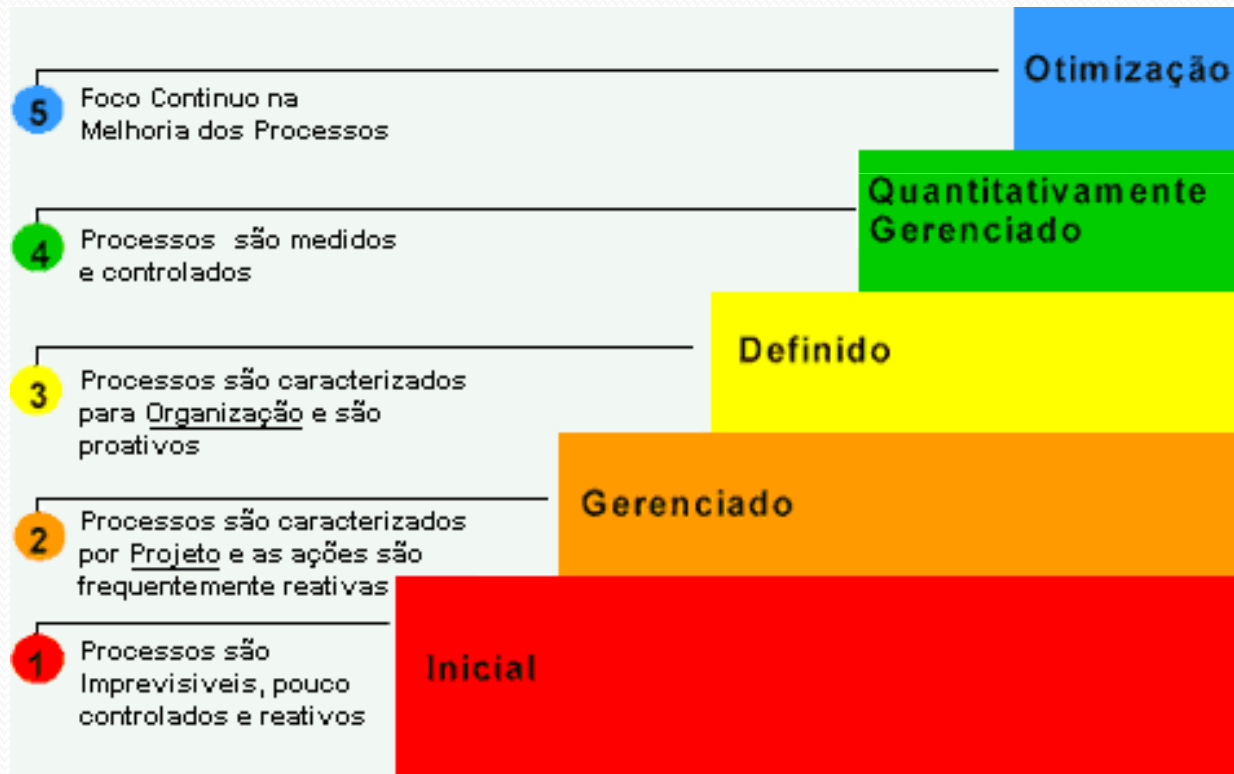 Otimização
5
Foco Continuo na
Melhoria dos Processos
Quantitativamente
Gerenciado
4
Processos são medidos
e controlados
Definido
3
Processos são caracterizados
para Organização e são
proativos
Gerenciado
2
Processos são caracterizados
por Projeto e as ações são
frequentemente reativas
Inicial
1
Processos são
Imprevisiveis, pouco
controlados e reativos